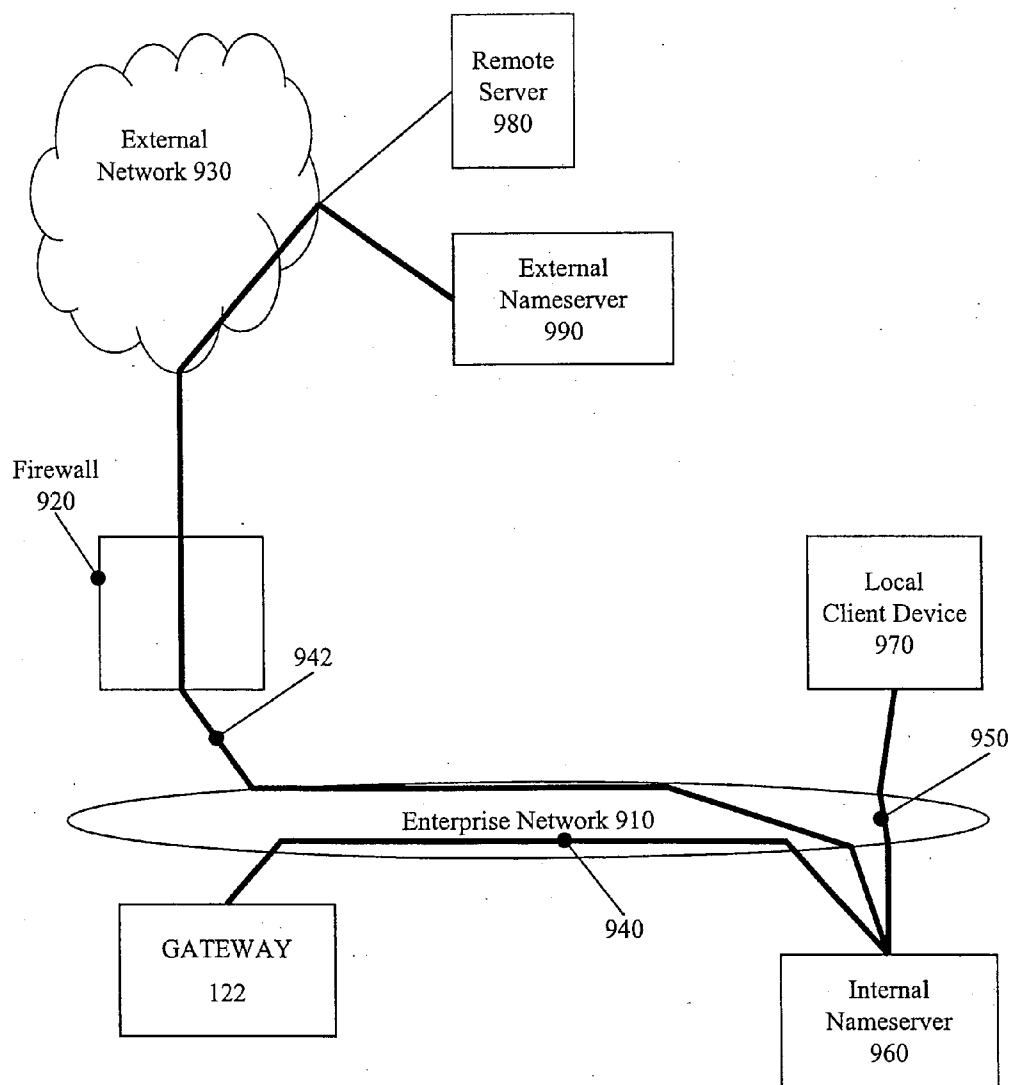 Remote
Server
980
External
Network 930
External
Nameserver
990
Firewall
920
Local
Client Device
970
942
950
Enterprise Network 910
940
GATEWAY
122
Internal
Nameserver
960